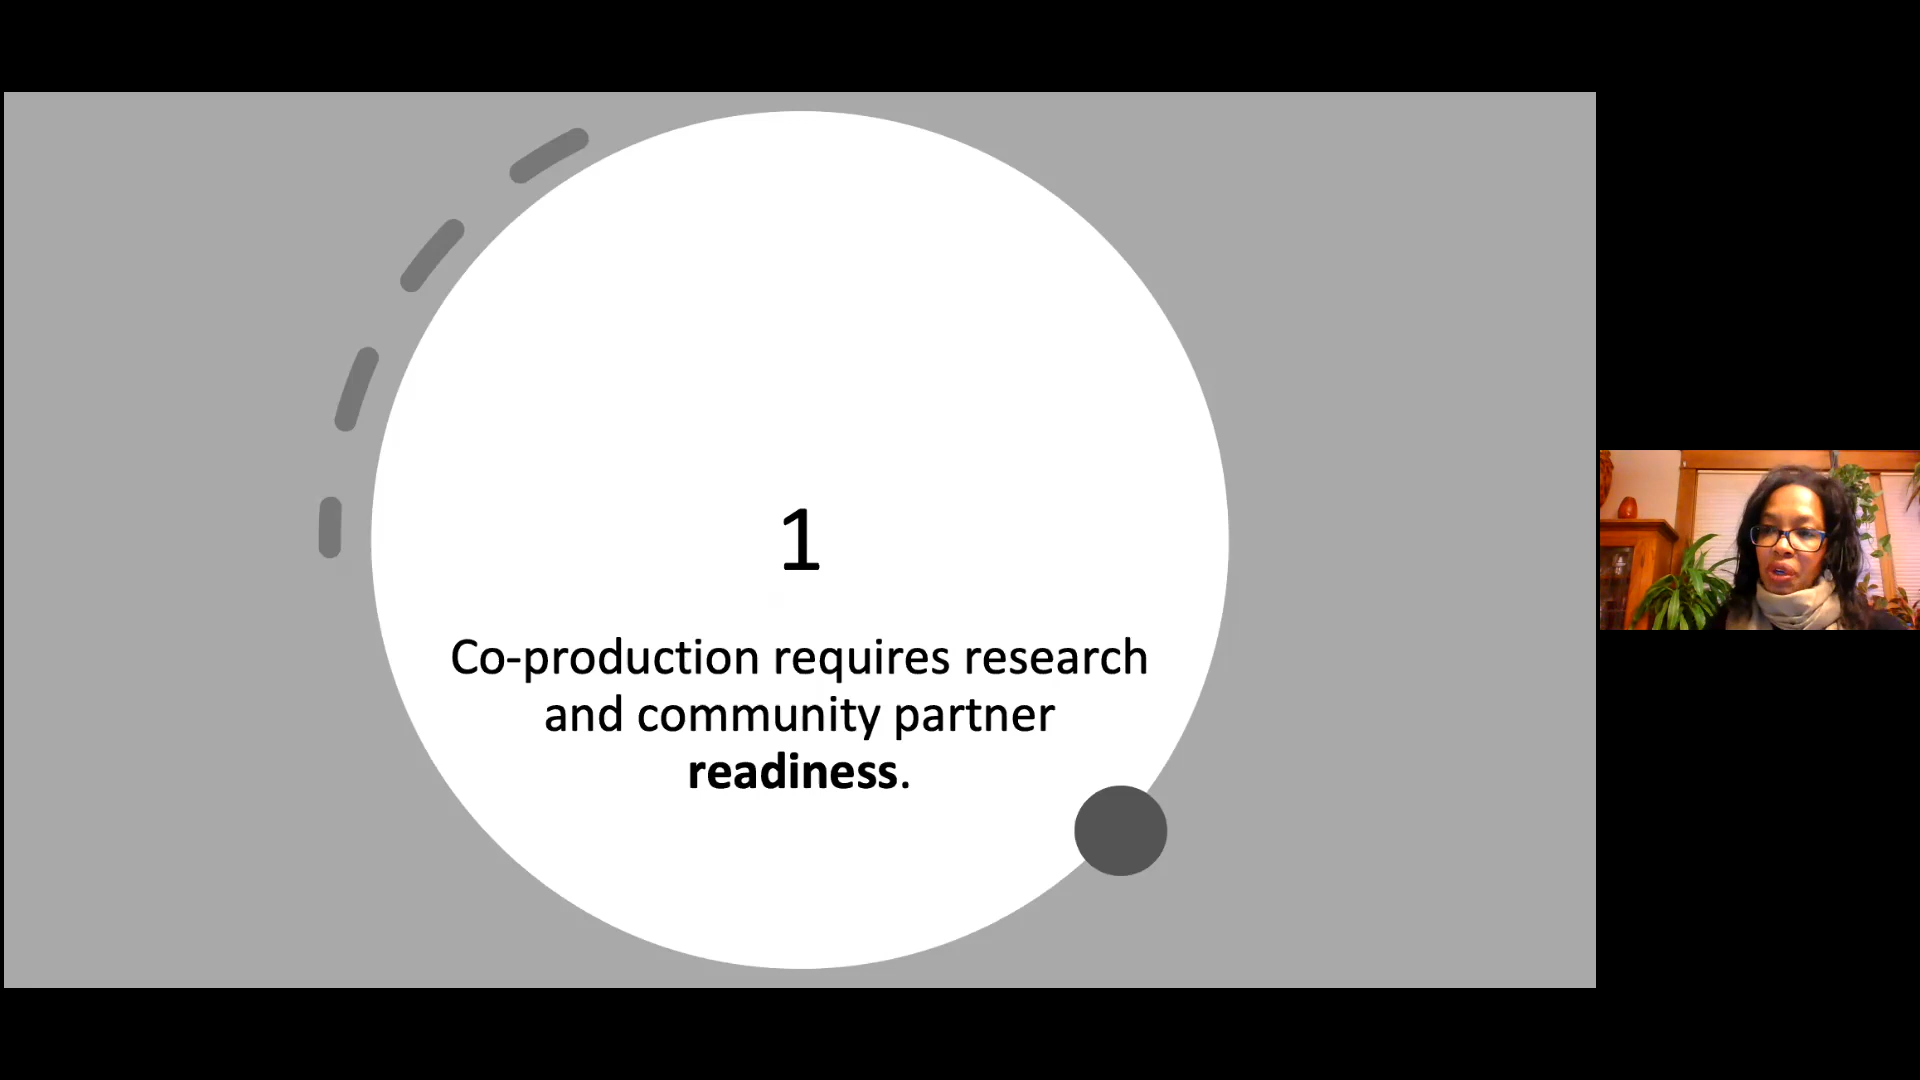 1
Co-production requires research
and community partner
readiness.